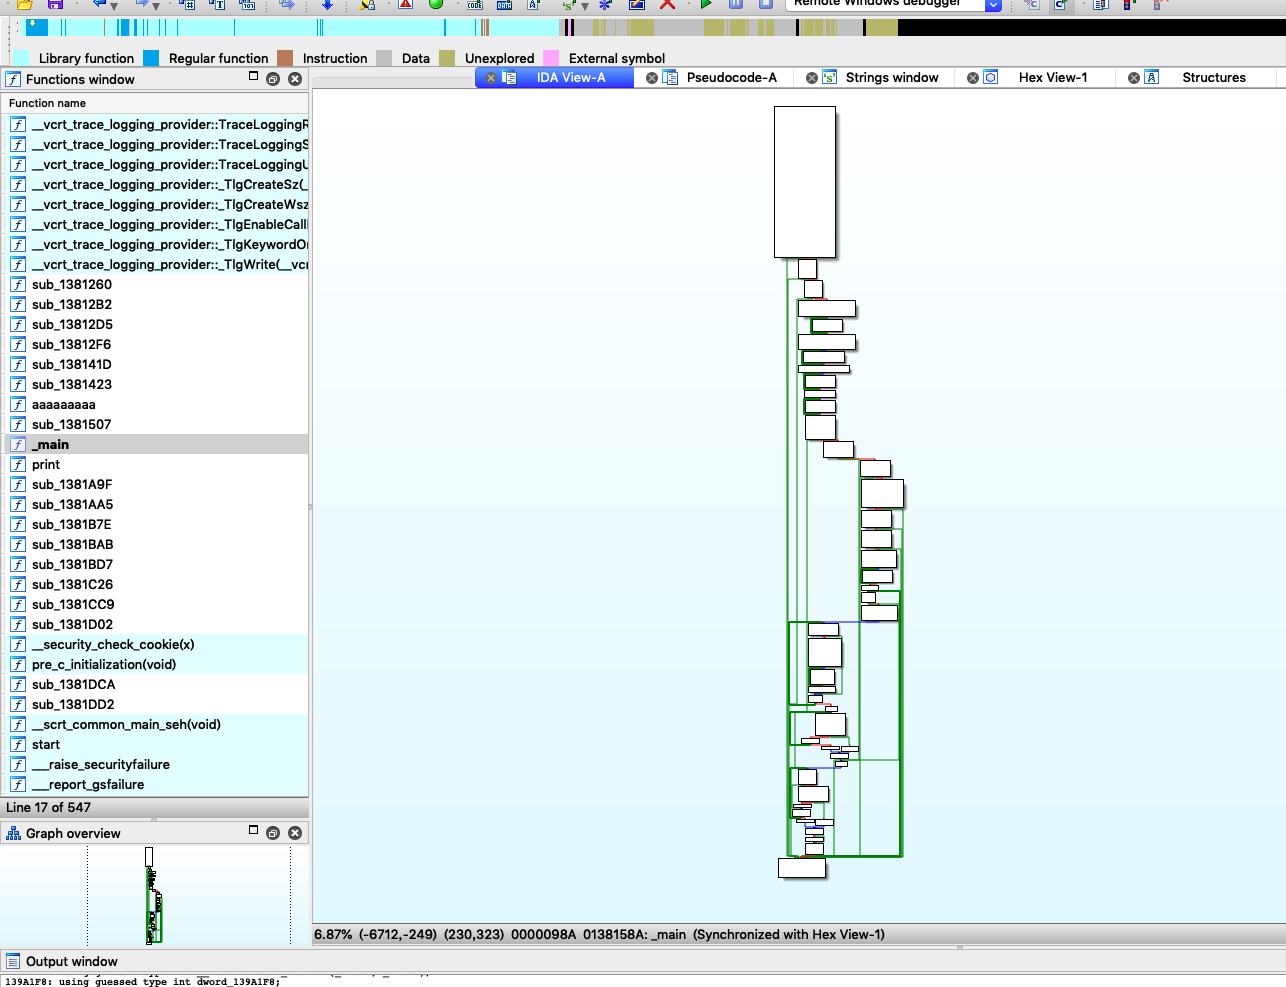 Remote Windows debugger
Library function Regular function Instruction Data Unexplored External symbol
Functions window
IDA View-A Pseudocode-A Strings window Hex View-1 Structures
Function name
__vcrt_trace_logging_provider::TraceLoggingR
__vcrt_trace_logging_provider::TraceLoggingS
__vcrt_trace_logging_provider::TraceLoggingU
__vcrt_trace_logging_provider::_TlgCreateSz(_
__vcrt_trace_logging_provider::_TlgCreateWsz
__vcrt_trace_logging_provider::_TlgEnableCall
__vcrt_trace_logging_provider::_TlgKeywordO
__vcrt_trace_logging_provider::_TlgWrite(__vcr
sub_1381260
sub_13812B2
sub_13812D5
sub_13812F6
sub_138141D
sub_1381423
aaaaaaaaa
sub_1381507
_main
print
sub_1381A9F
sub_1381AA5
sub_1381B7E
sub_1381BAB
sub_1381BD7
sub_1381C26
sub_1381CC9
sub_1381D02
__security_check_cookie(x)
pre_c_initialization(void)
sub_1381DCA
sub_1381DD2
__scrt_common_main_seh(void)
start
___raise_securityfailure
___report_gsfailure
Line 17 of 547
Graph overview
6.87% (-6712,-249) (230,323) 0000098A 0138158A: _main (Synchronized with Hex View-1)
Output window
139A1F8: using guessed type int dword_139A1F8;